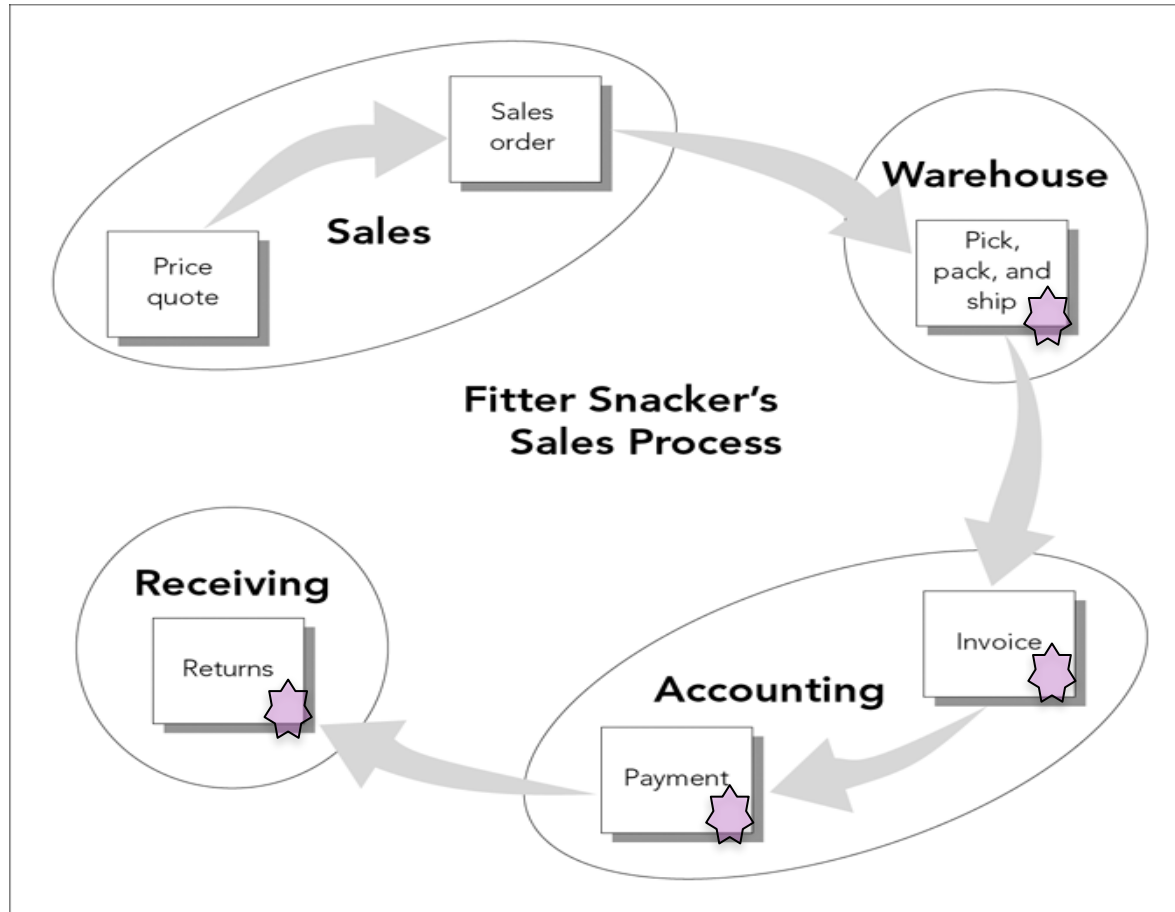 Sales
order
Price
quote
Sales
Warehouse
Pick,
pack, and
ship
Fitter Snacker's
Sales Process
Receiving
Returns
Accounting
Invoice
Payment